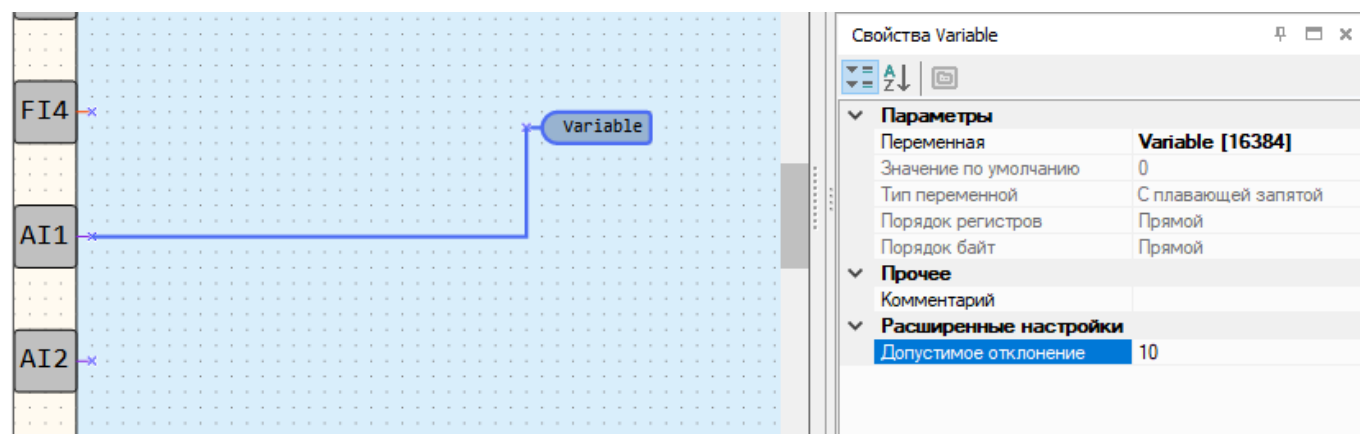 FI4
AI1
AI2
Variable
Свойства Variable
Параметры
Переменная Variable [16384]
Значение по умолчанию 0
Тип переменной С плавающей запятой
Порядок регистров Прямой
Порядок байт Прямой
Прочее
Комментарий
Расширенные настройки
Допустимое отклонение 10